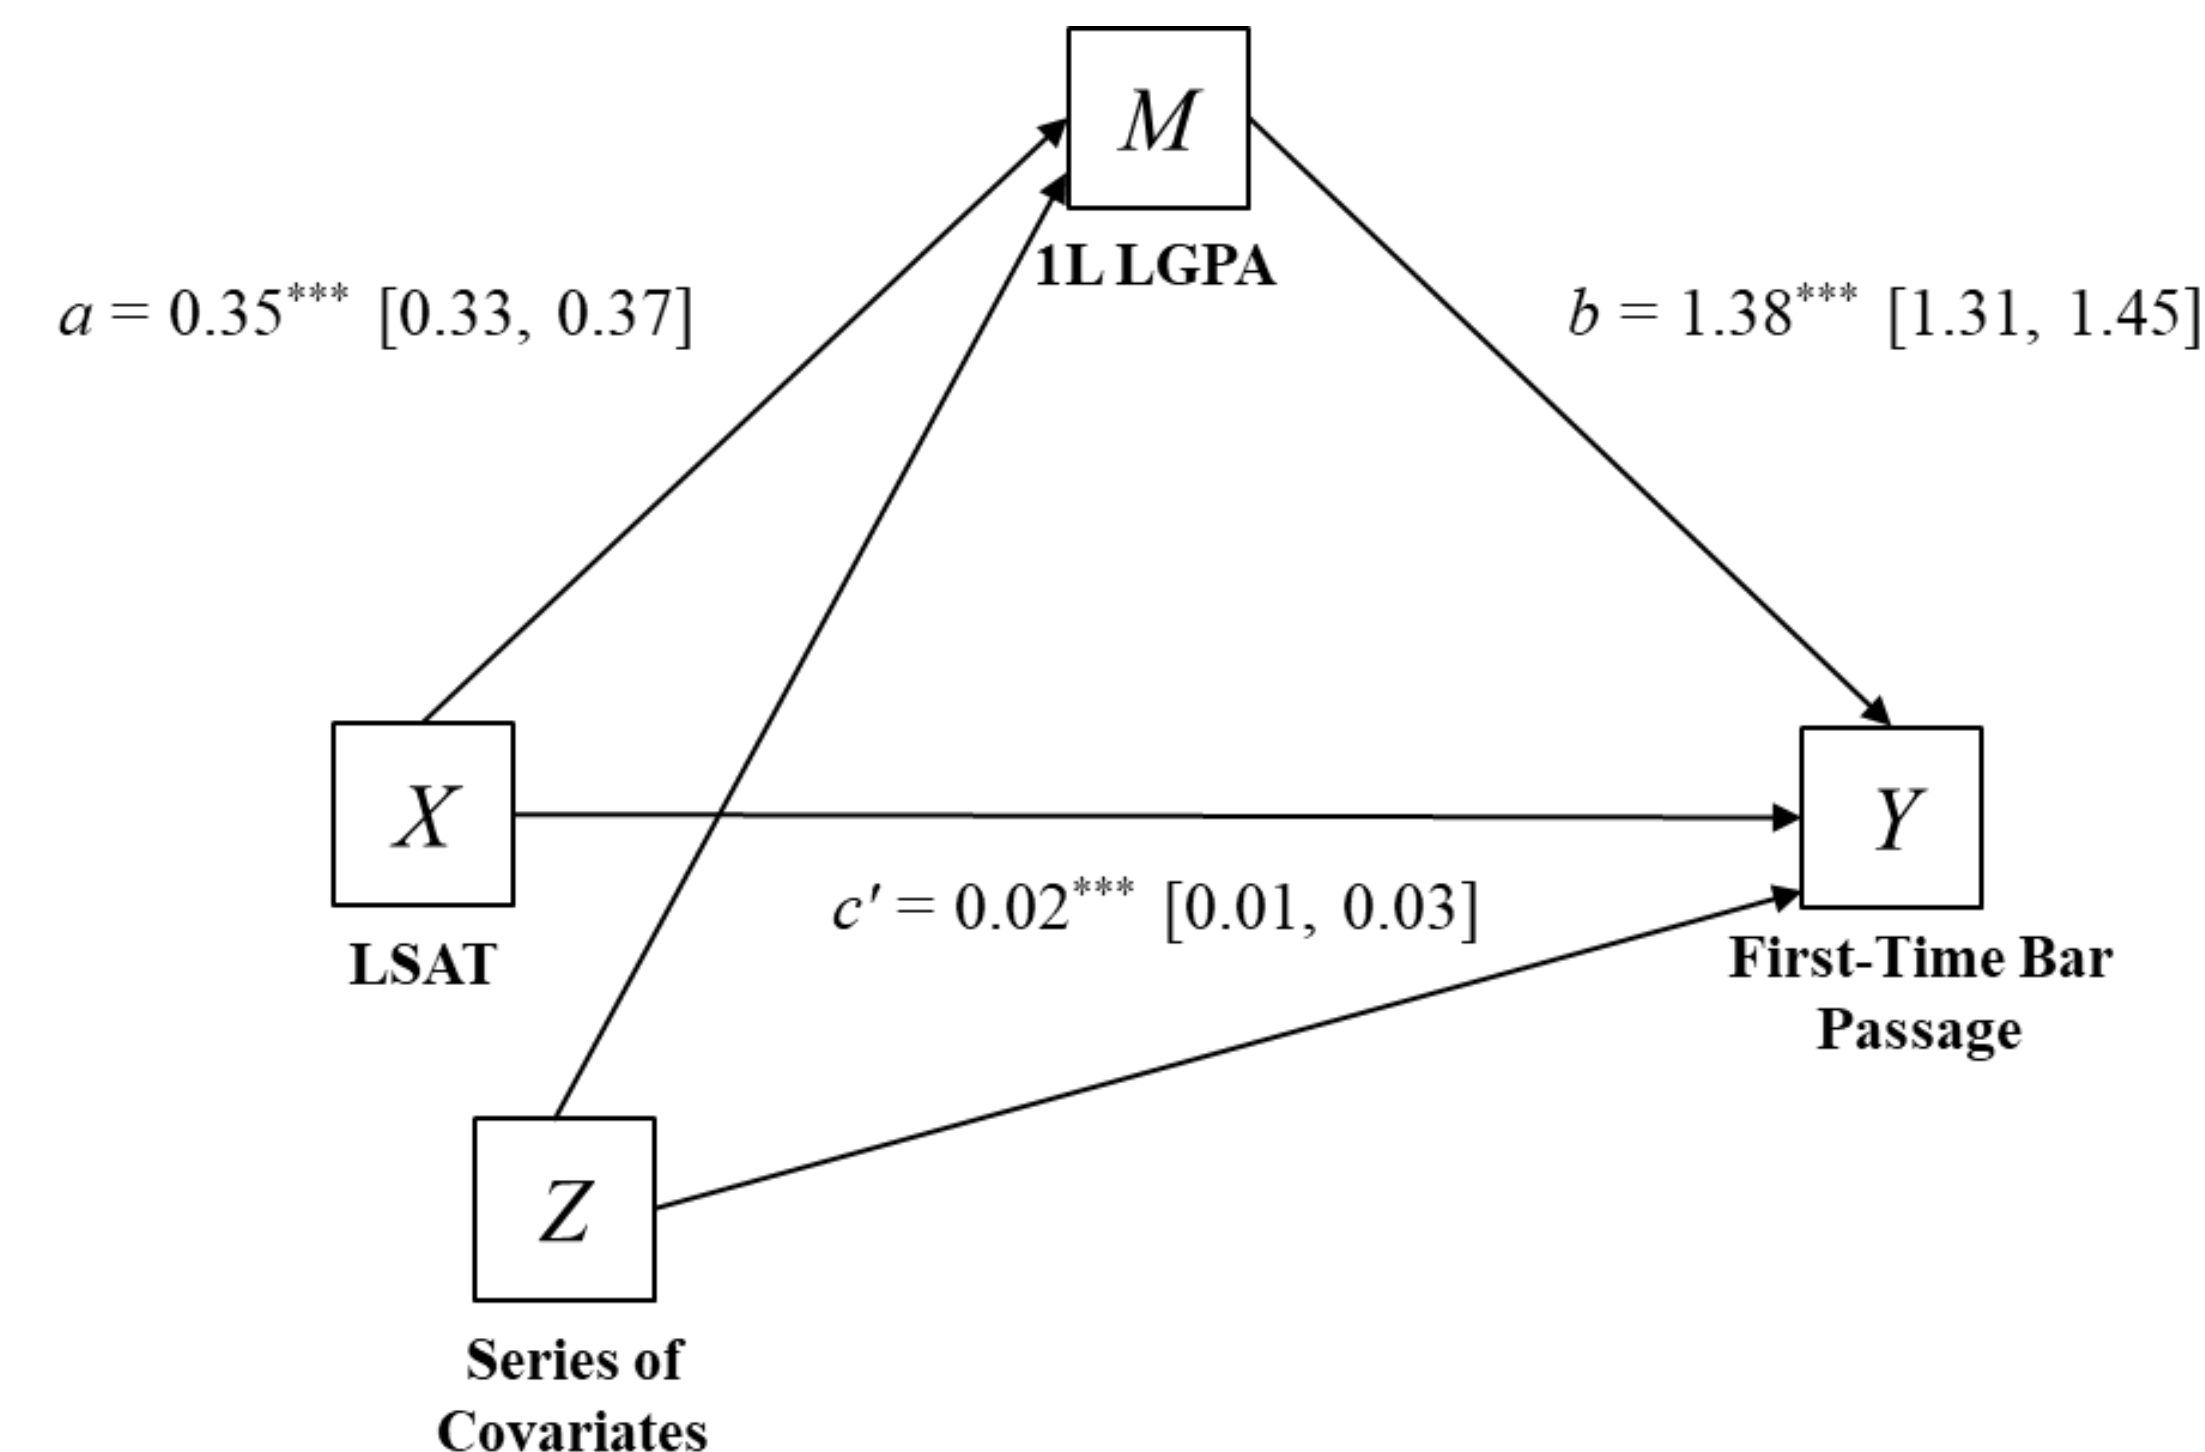 M
1L LGPA
a = 0.35*** [0.33, 0.37]
b = 1.38*** [1.31, 1.45]
X
LSAT
Y
First-Time Bar
Passage
c′ = 0.02*** [0.01, 0.03]
Z
Series of
Covariates